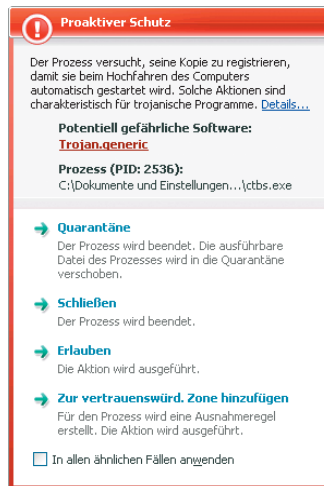 Proaktiver Schutz
Der Prozess versucht, seine Kopie zu registrieren,
damit sie beim Hochfahren des Computers
automatisch gestartet wird. Solche Aktionen sind
charakteristisch für trojanische Programme. Details...
Potentiell gefährliche Software:
Trojan.generic
Prozess (PID: 2536):
C:\Dokumente und Einstellungen...\ctbs.exe
Quarantäne
Der Prozess wird beendet. Die ausführbare
Datei des Prozesses wird in die Quarantäne
verschoben.
Schließen
Der Prozess wird beendet.
Erlauben
Die Aktion wird ausgeführt.
Zur vertrauenswürd. Zone hinzufügen
Für den Prozess wird eine Ausnahmeregel
erstellt. Die Aktion wird ausgeführt.
In allen ähnlichen Fällen anwenden